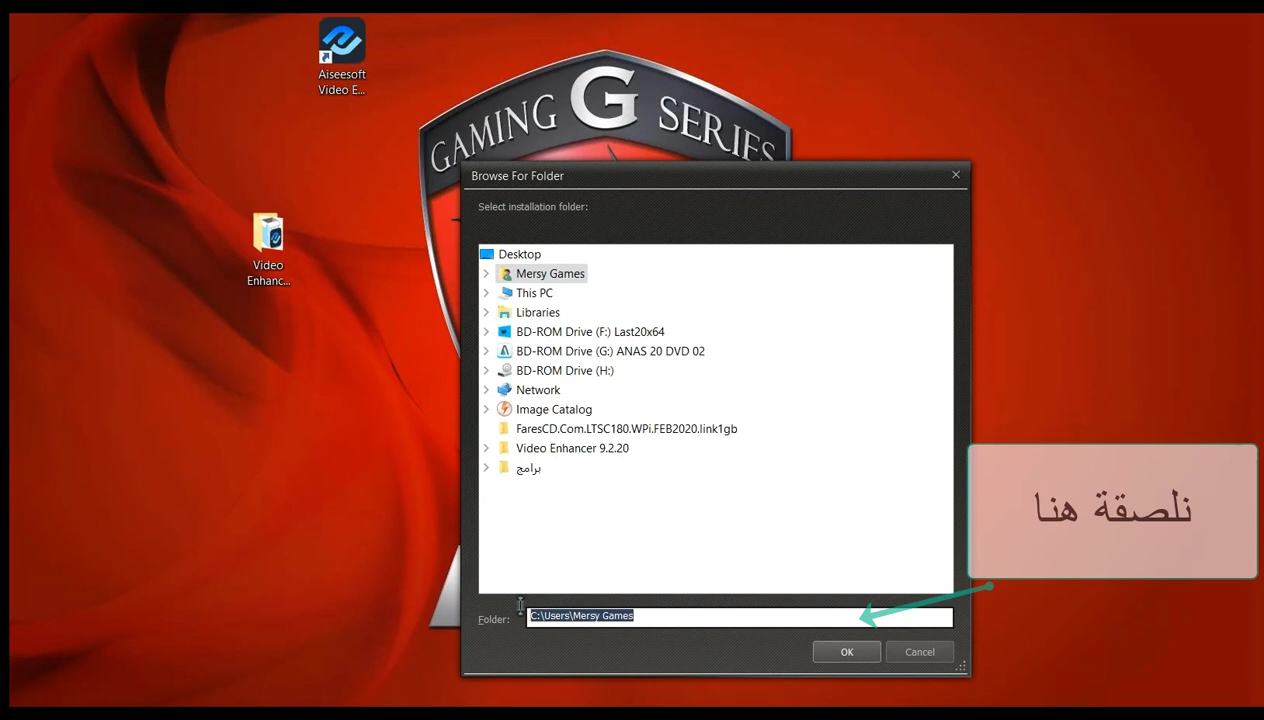 Aiseesoft
Video E...
GAMING G SERIES
Video
Enhanc...
Browse For Folder
Select installation folder:
Desktop
Mersy Games
This PC
Libraries
BD-ROM Drive (F:) Last20x64
BD-ROM Drive (G:) ANAS 20 DVD 02
BD-ROM Drive (H:)
Network
Image Catalog
FaresCD.Com.LTSC180.WPi.FEB2020.link1gb
Video Enhancer 9.2.20
برامج
نلصقة هنا
Folder: C:\Users\Mersy Games
OK Cancel